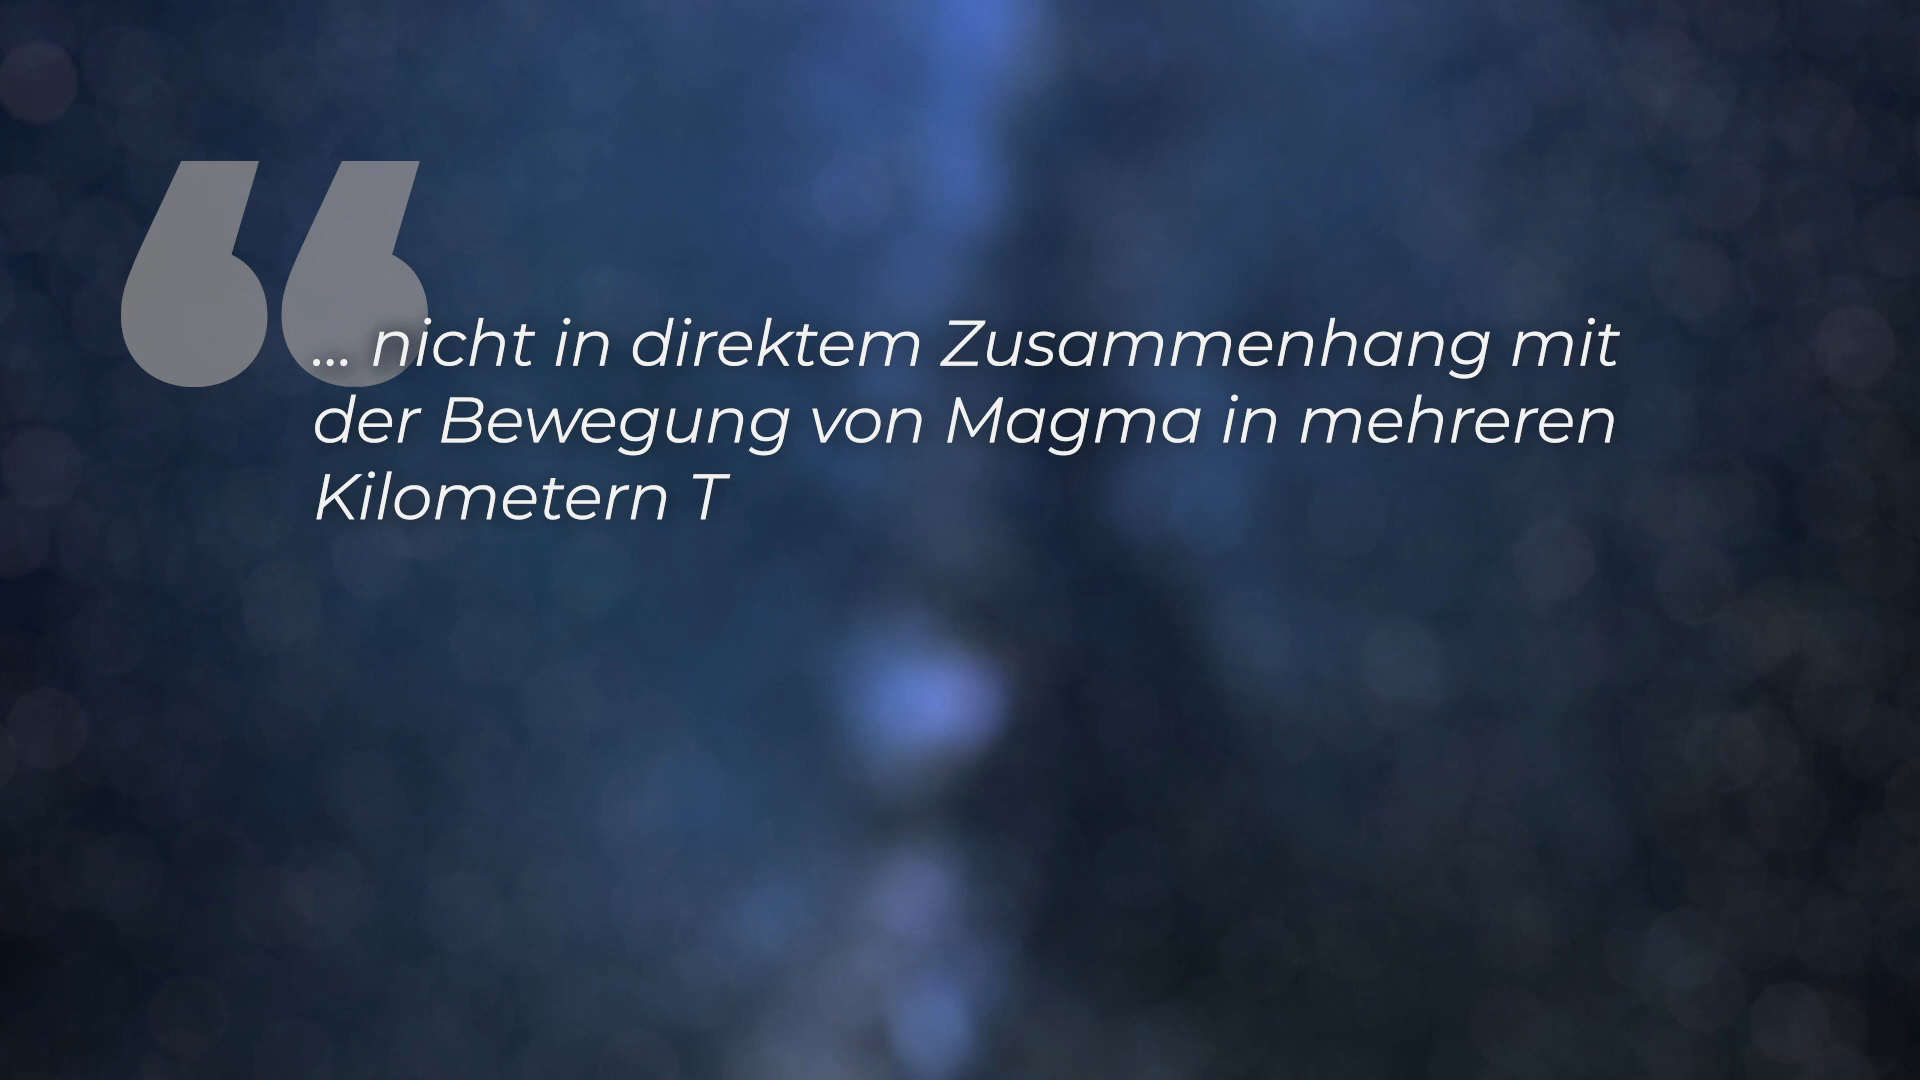 … nicht in direktem Zusammenhang mit
der Bewegung von Magma in mehreren
Kilometern T